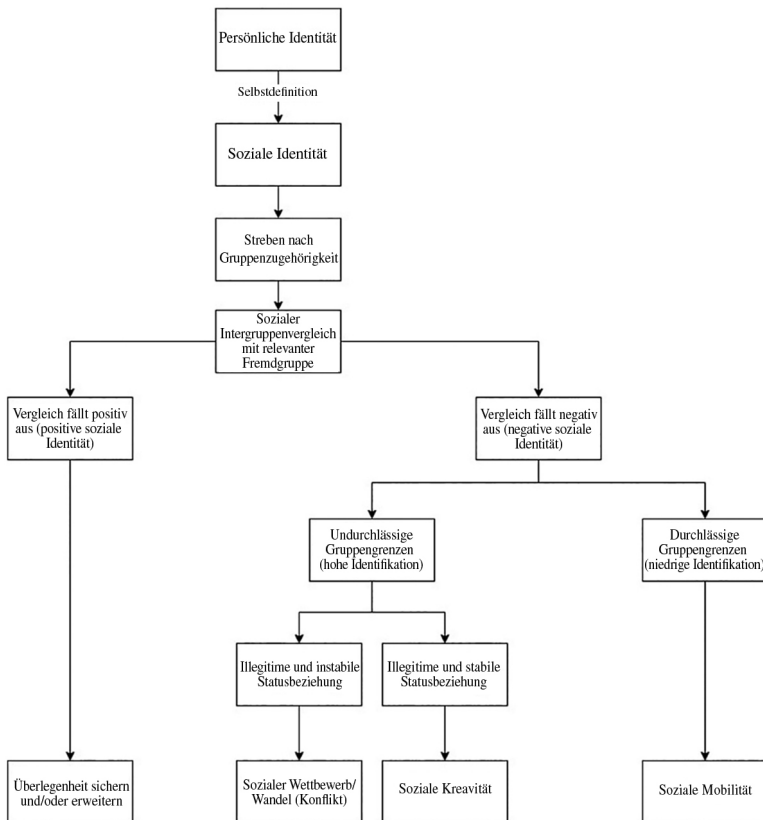 Persönliche Identität
Selbstdefinition
Soziale Identität
Streben nach
Gruppenzugehörigkeit
Sozialer
Intergruppenvergleich
mit relevanter
Fremdgruppe
Vergleich fällt positiv
aus (positive soziale
Identität)
Vergleich fällt negativ
aus (negative soziale
Identität)
Undurchlässige
Gruppengrenzen
(hohe Identifikation)
Durchlässige
Gruppengrenzen
(niedrige Identifikation)
Illegitime und instabile
Statusbeziehung
Illegitime und stabile
Statusbeziehung
Überlegenheit sichern
und/oder erweitern
Sozialer Wettbewerb/
Wandel (Konflikt)
Soziale Kreavität
Soziale Mobilität